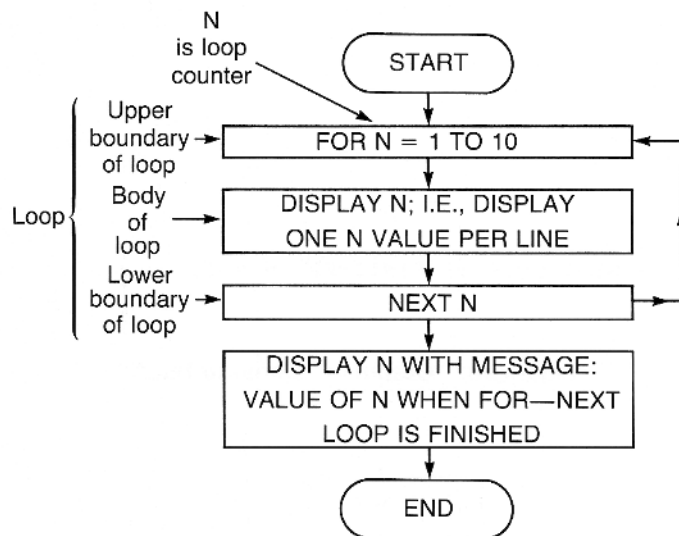 N
is loop
counter
START
Loop
Upper
boundary
of loop
FOR N = 1 TO 10
Body
of
loop
DISPLAY N; I.E., DISPLAY
ONE N VALUE PER LINE
Lower
boundary
of loop
NEXT N
DISPLAY N WITH MESSAGE:
VALUE OF N WHEN FOR—NEXT
LOOP IS FINISHED
END